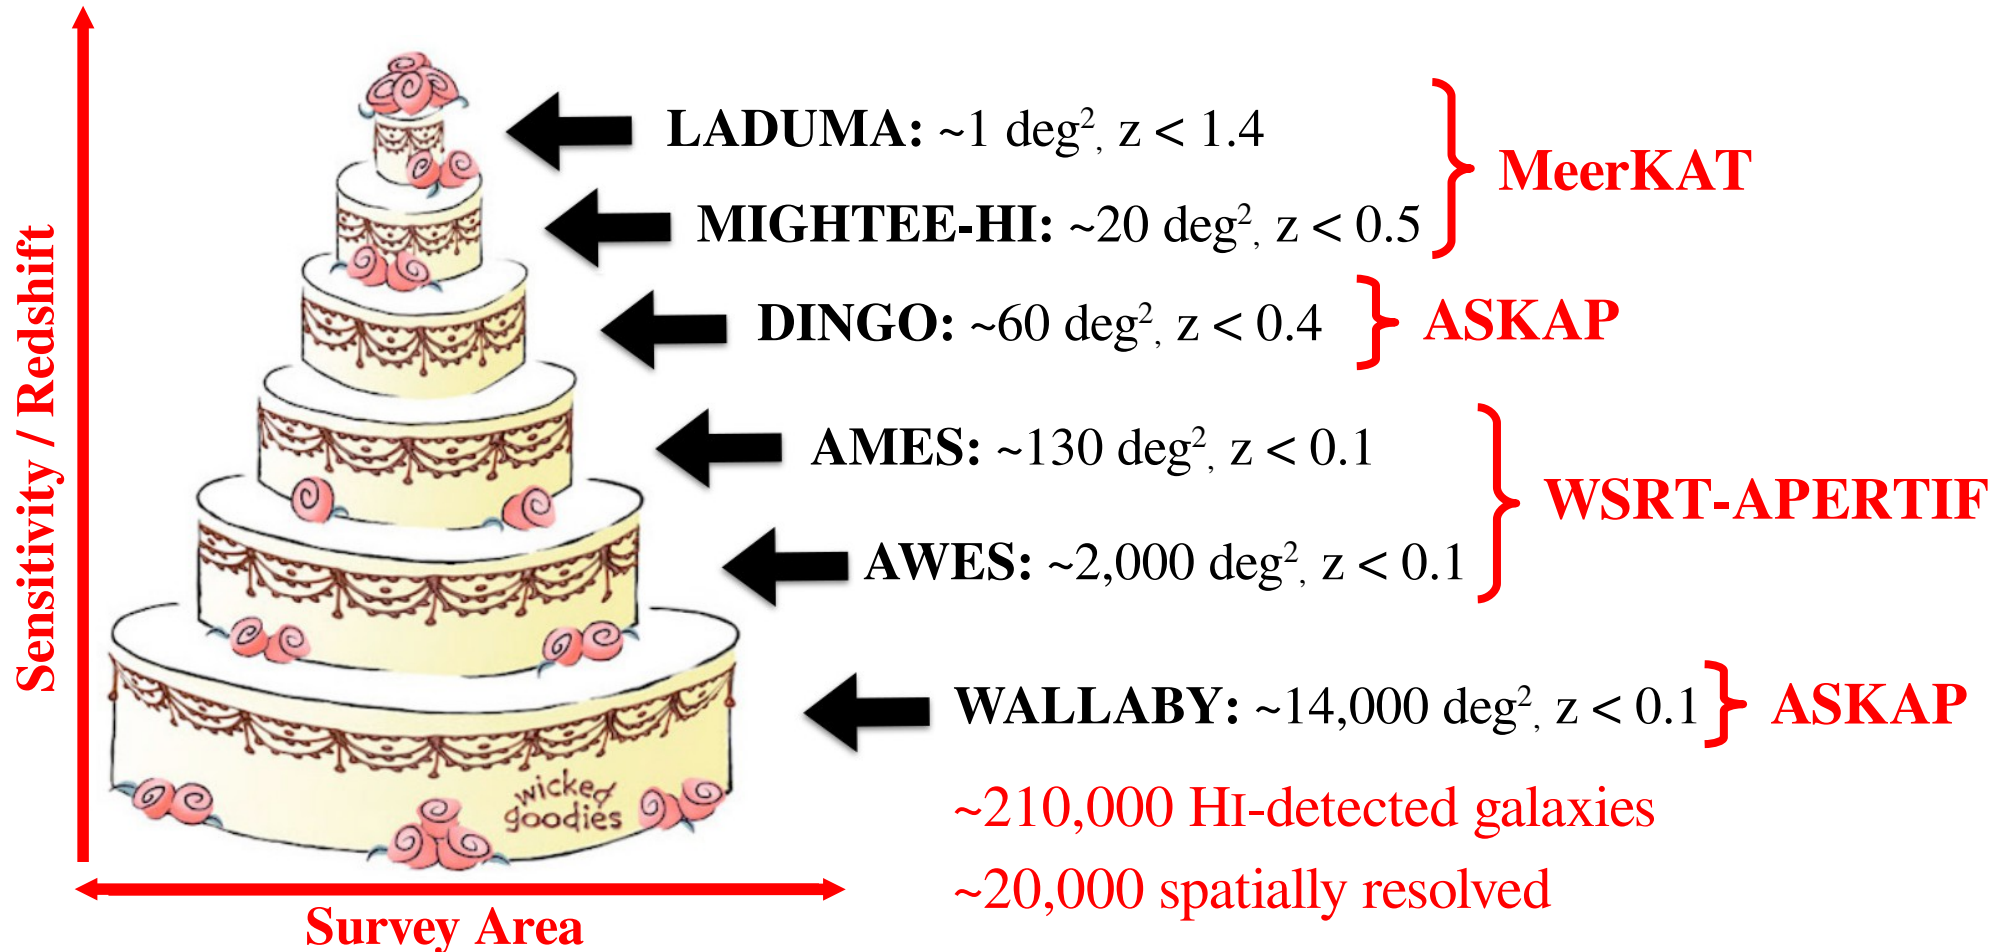 Sensitivity / Redshift
LADUMA: ~1 deg², z < 1.4
MeerKAT
MIGHTEE-HI: ~20 deg², z < 0.5
DINGO: ~60 deg², z < 0.4
ASKAP
AMES: ~130 deg², z < 0.1
WSRT-APERTIF
AWES: ~2,000 deg², z < 0.1
WALLABY: ~14,000 deg², z < 0.1
ASKAP
wicked
goodies
~210,000 HI-detected galaxies
~20,000 spatially resolved
Survey Area